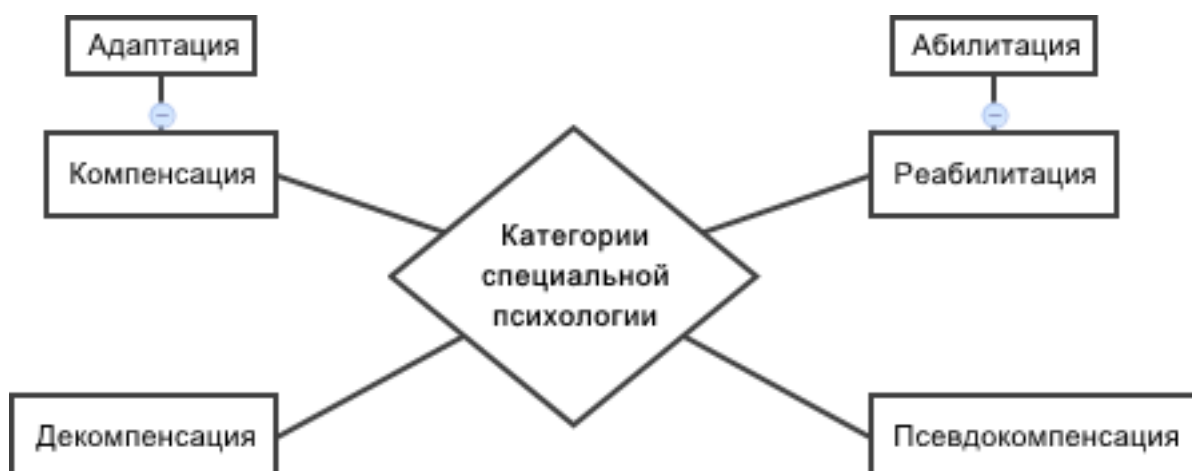 Адаптация
Абилитация
Компенсация
Реабилитация
Категории
специальной
психологии
Декомпенсация
Псевдокомпенсация